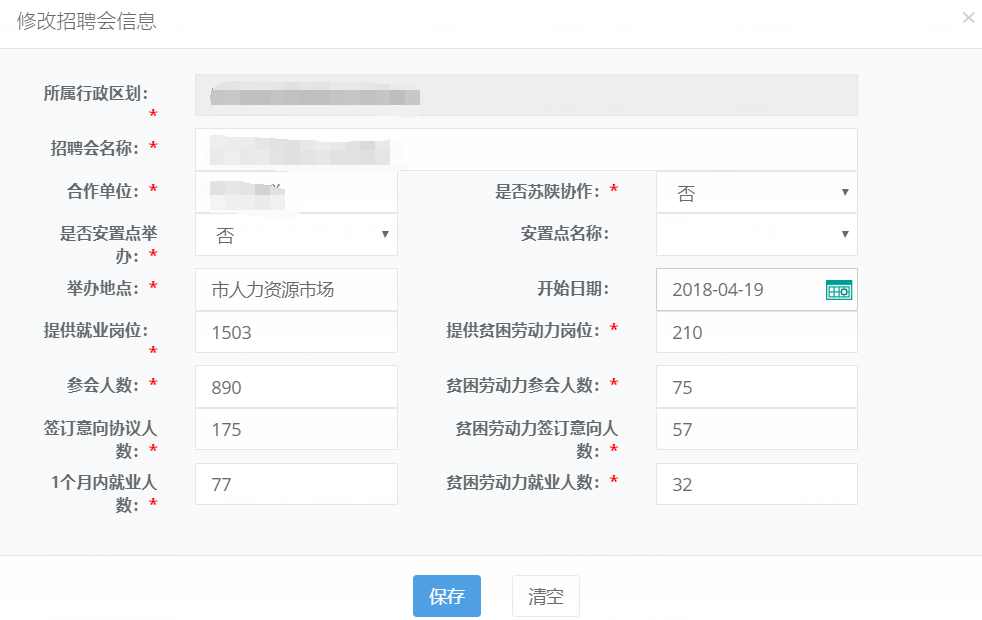 修改招聘会信息
×
所属行政区划：
*
招聘会名称： *
合作单位： *
是否苏陕协作： *
否
是否安置点举
办： *
否
安置点名称：
举办地点： *
市人力资源市场
开始日期：
2018-04-19
提供就业岗位：
*
1503
提供贫困劳动力岗位： *
210
参会人数： *
890
贫困劳动力参会人数： *
75
签订意向协议人
数： *
175
贫困劳动力签订意向人
数： *
57
1个月内就业人
数： *
77
贫困劳动力就业人数： *
32
保存
清空